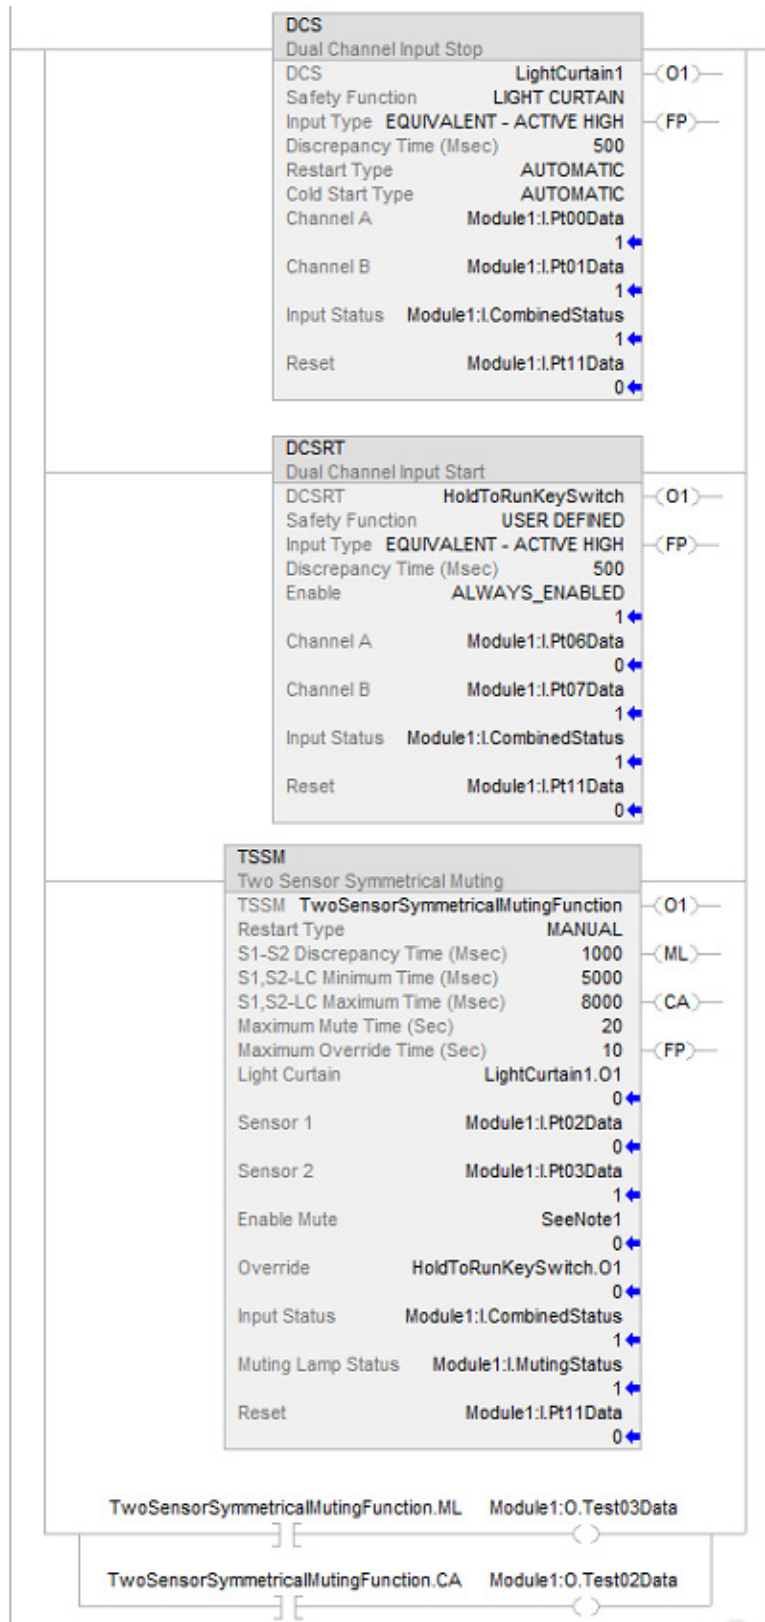 DCS
Dual Channel Input Stop
DCS LightCurtain1 (O1)
Safety Function LIGHT CURTAIN
Input Type EQUIVALENT - ACTIVE HIGH (FP)
Discrepancy Time (Msec) 500
Restart Type AUTOMATIC
Cold Start Type AUTOMATIC
Channel A Module1:I.Pt00Data
1
Channel B Module1:I.Pt01Data
1
Input Status Module1:I.CombinedStatus
1
Reset Module1:I.Pt11Data
0
DCSRT
Dual Channel Input Start
DCSRT HoldToRunKeySwitch (O1)
Safety Function USER DEFINED
Input Type EQUIVALENT - ACTIVE HIGH (FP)
Discrepancy Time (Msec) 500
Enable ALWAYS_ENABLED
1
Channel A Module1:I.Pt06Data
0
Channel B Module1:I.Pt07Data
1
Input Status Module1:I.CombinedStatus
1
Reset Module1:I.Pt11Data
0
TSSM
Two Sensor Symmetrical Muting
TSSM TwoSensorSymmetricalMutingFunction (O1)
Restart Type MANUAL
S1-S2 Discrepancy Time (Msec) 1000 (ML)
S1,S2-LC Minimum Time (Msec) 5000
S1,S2-LC Maximum Time (Msec) 8000 (CA)
Maximum Mute Time (Sec) 20
Maximum Override Time (Sec) 10 (FP)
Light Curtain LightCurtain1.O1
0
Sensor 1 Module1:I.Pt02Data
0
Sensor 2 Module1:I.Pt03Data
1
Enable Mute SeeNote1
0
Override HoldToRunKeySwitch.O1
0
Input Status Module1:I.CombinedStatus
1
Muting Lamp Status Module1:I.MutingStatus
1
Reset Module1:I.Pt11Data
0
TwoSensorSymmetricalMutingFunction.ML Module1:O.Test03Data
TwoSensorSymmetricalMutingFunction.CA Module1:O.Test02Data